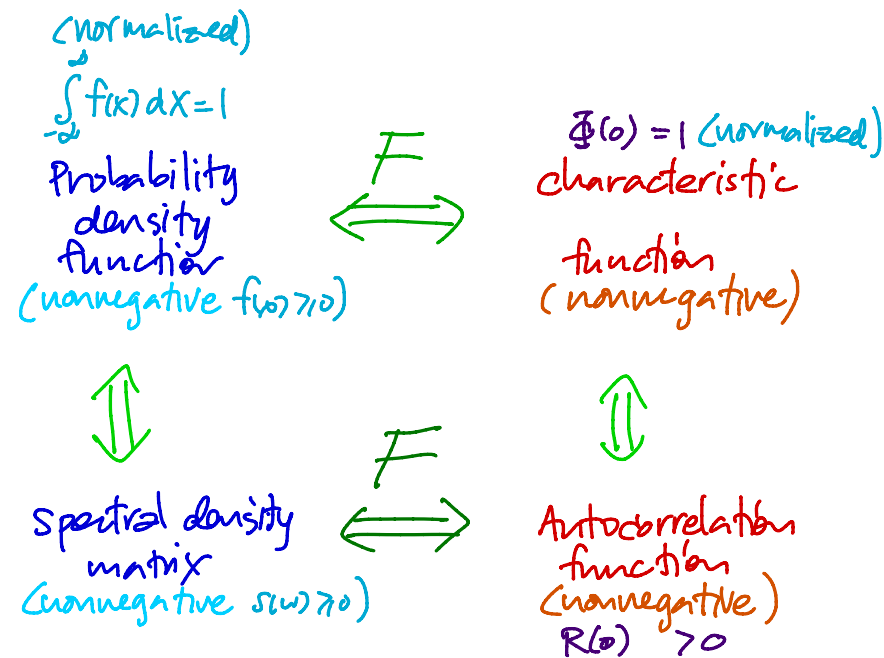 (normalized)
∞
∫ f(x) dx = 1
-∞
Probability
density
function
(nonnegative f(x) ≥ 0)
F
Φ(0) = 1 (normalized)
characteristic
function
(nonnegative)
spectral density
matrix
(nonnegative s(ω) ≥ 0)
F
Autocorrelation
function
(nonnegative)
R(0) > 0